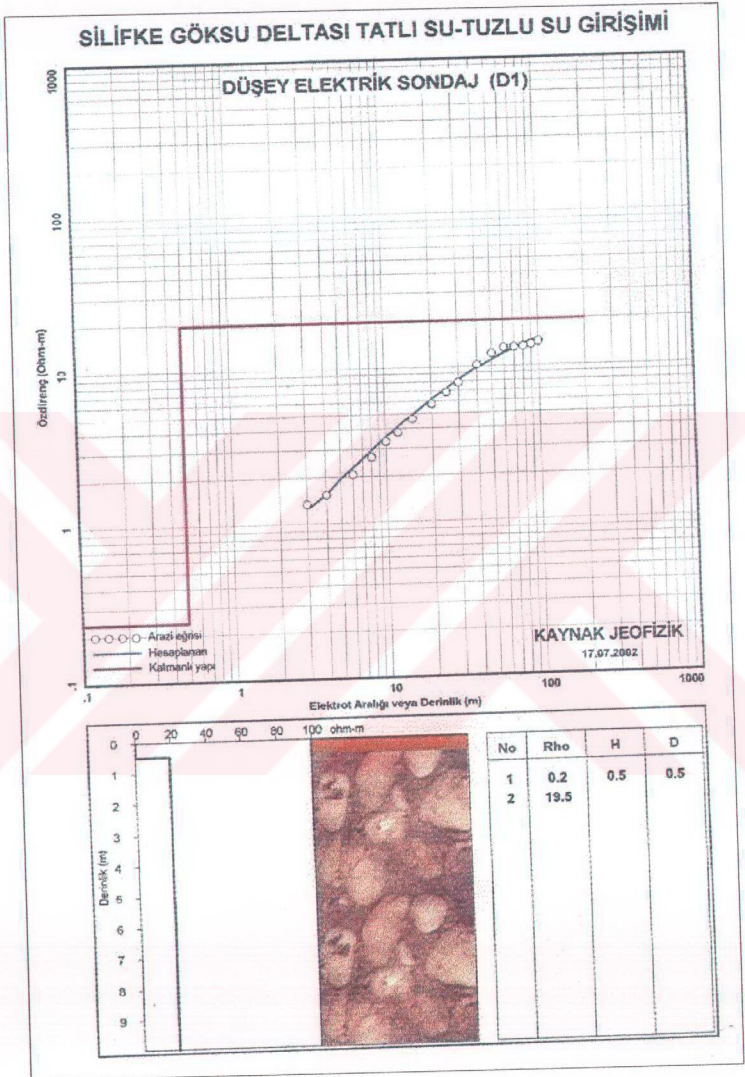 SİLİFKE GÖKSU DELTASI TATLI SU-TUZLU SU GİRİŞİMİ
DÜŞEY ELEKTRİK SONDAJ (D1)
1000
100
10
1
.1
Özdirenç (Ohm-m)
Arazi eğrisi
Hesaplanan
Katmanlı yapı
KAYNAK JEOFİZİK
17.07.2002
.1 1 10 100 1000
Elektrot Aralığı veya Derinlik (m)
0 20 40 60 80 100 ohm-m
0
1
2
3
4
5
6
7
8
9
Derinlik (m)
No Rho H D
1 0.2 0.5 0.5
2 19.5